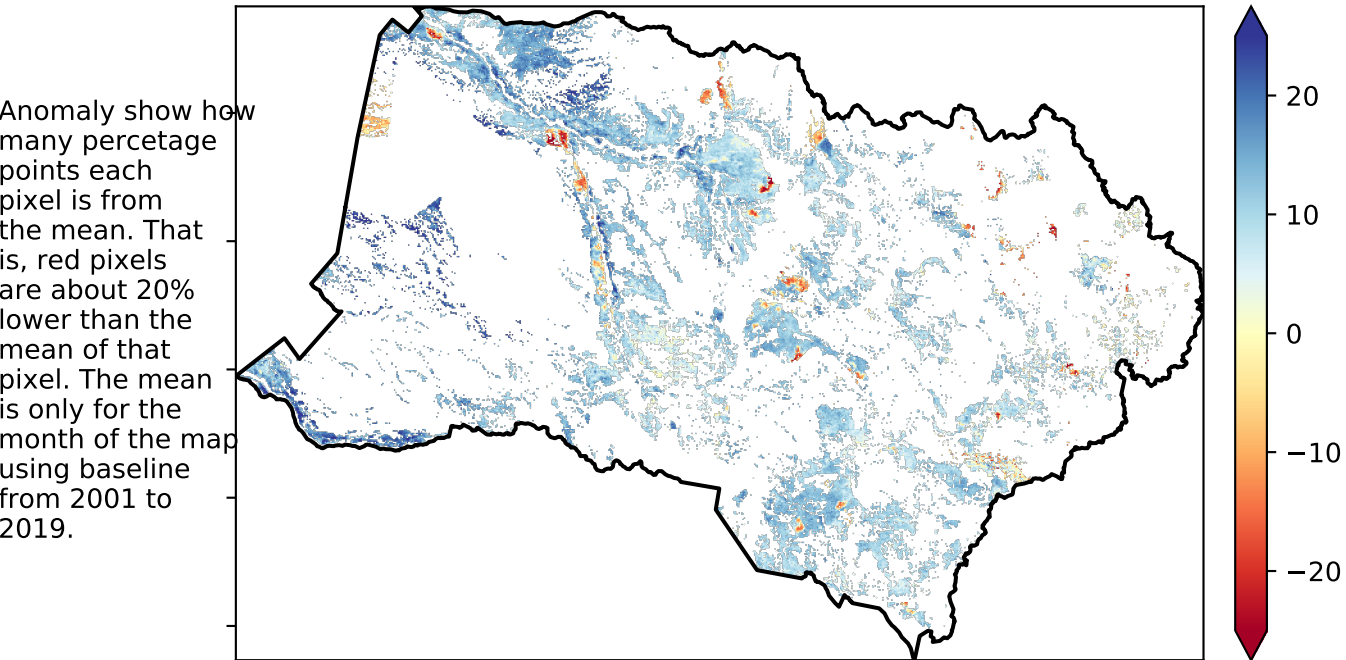 Anomaly show how
many percetage
points each
pixel is from
the mean. That
is, red pixels
are about 20%
lower than the
mean of that
pixel. The mean
is only for the
month of the map
using baseline
from 2001 to
2019.
20
10
0
−10
−20